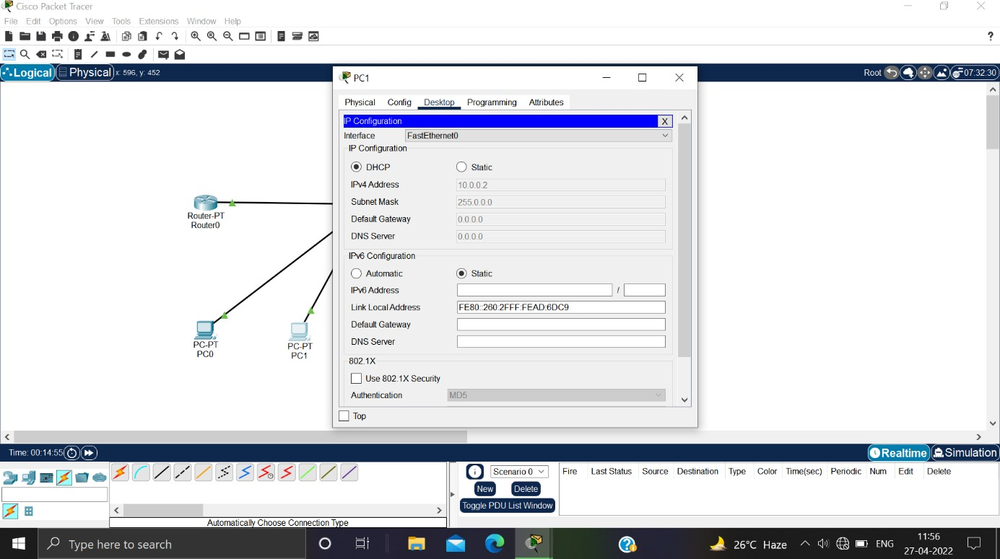 Cisco Packet Tracer
File Edit Options View Tools Extensions Window Help
?
Logical Physical x: 596, y: 452
Root 07:32:30
PC1
Physical Config Desktop Programming Attributes
IP Configuration X
Interface FastEthernet0
IP Configuration
DHCP Static
IPv4 Address 10.0.0.2
Subnet Mask 255.0.0.0
Default Gateway 0.0.0.0
DNS Server 0.0.0.0
IPv6 Configuration
Automatic Static
IPv6 Address /
Link Local Address FE80::260:2FFF:FEAD:6DC9
Default Gateway
DNS Server
802.1X
Use 802.1X Security
Authentication MD5
Top
Router-PT
Router0
PC-PT
PC0
PC-PT
PC1
Time: 00:14:55
Realtime Simulation
Scenario 0
New Delete
Toggle PDU List Window
Fire Last Status Source Destination Type Color Time(sec) Periodic Num Edit Delete
Automatically Choose Connection Type
Type here to search
26°C Haze
ENG
11:56
27-04-2022